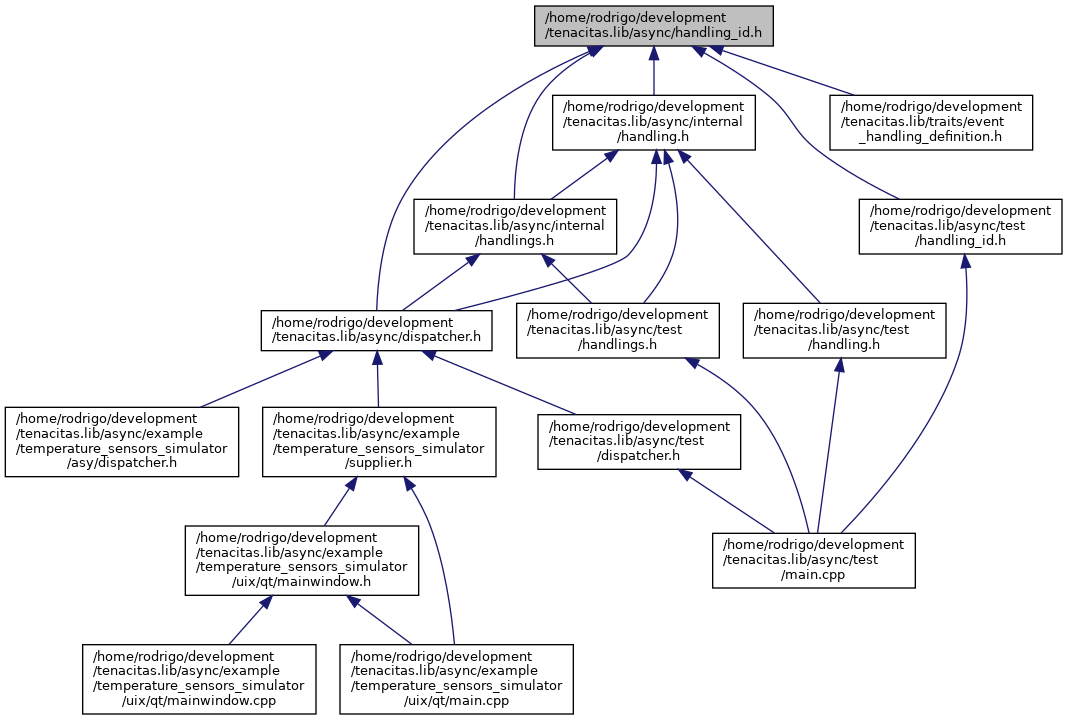 /home/rodrigo/development
/tenacitas.lib/async/handling_id.h
/home/rodrigo/development
/tenacitas.lib/async/internal
/handling.h
/home/rodrigo/development
/tenacitas.lib/traits/event
_handling_definition.h
/home/rodrigo/development
/tenacitas.lib/async/internal
/handlings.h
/home/rodrigo/development
/tenacitas.lib/async/test
/handling_id.h
/home/rodrigo/development
/tenacitas.lib/async/dispatcher.h
/home/rodrigo/development
/tenacitas.lib/async/test
/handlings.h
/home/rodrigo/development
/tenacitas.lib/async/test
/handling.h
/home/rodrigo/development
/tenacitas.lib/async/example
/temperature_sensors_simulator
/asy/dispatcher.h
/home/rodrigo/development
/tenacitas.lib/async/example
/temperature_sensors_simulator
/supplier.h
/home/rodrigo/development
/tenacitas.lib/async/test
/dispatcher.h
/home/rodrigo/development
/tenacitas.lib/async/example
/temperature_sensors_simulator
/uix/qt/mainwindow.h
/home/rodrigo/development
/tenacitas.lib/async/test
/main.cpp
/home/rodrigo/development
/tenacitas.lib/async/example
/temperature_sensors_simulator
/uix/qt/mainwindow.cpp
/home/rodrigo/development
/tenacitas.lib/async/example
/temperature_sensors_simulator
/uix/qt/main.cpp